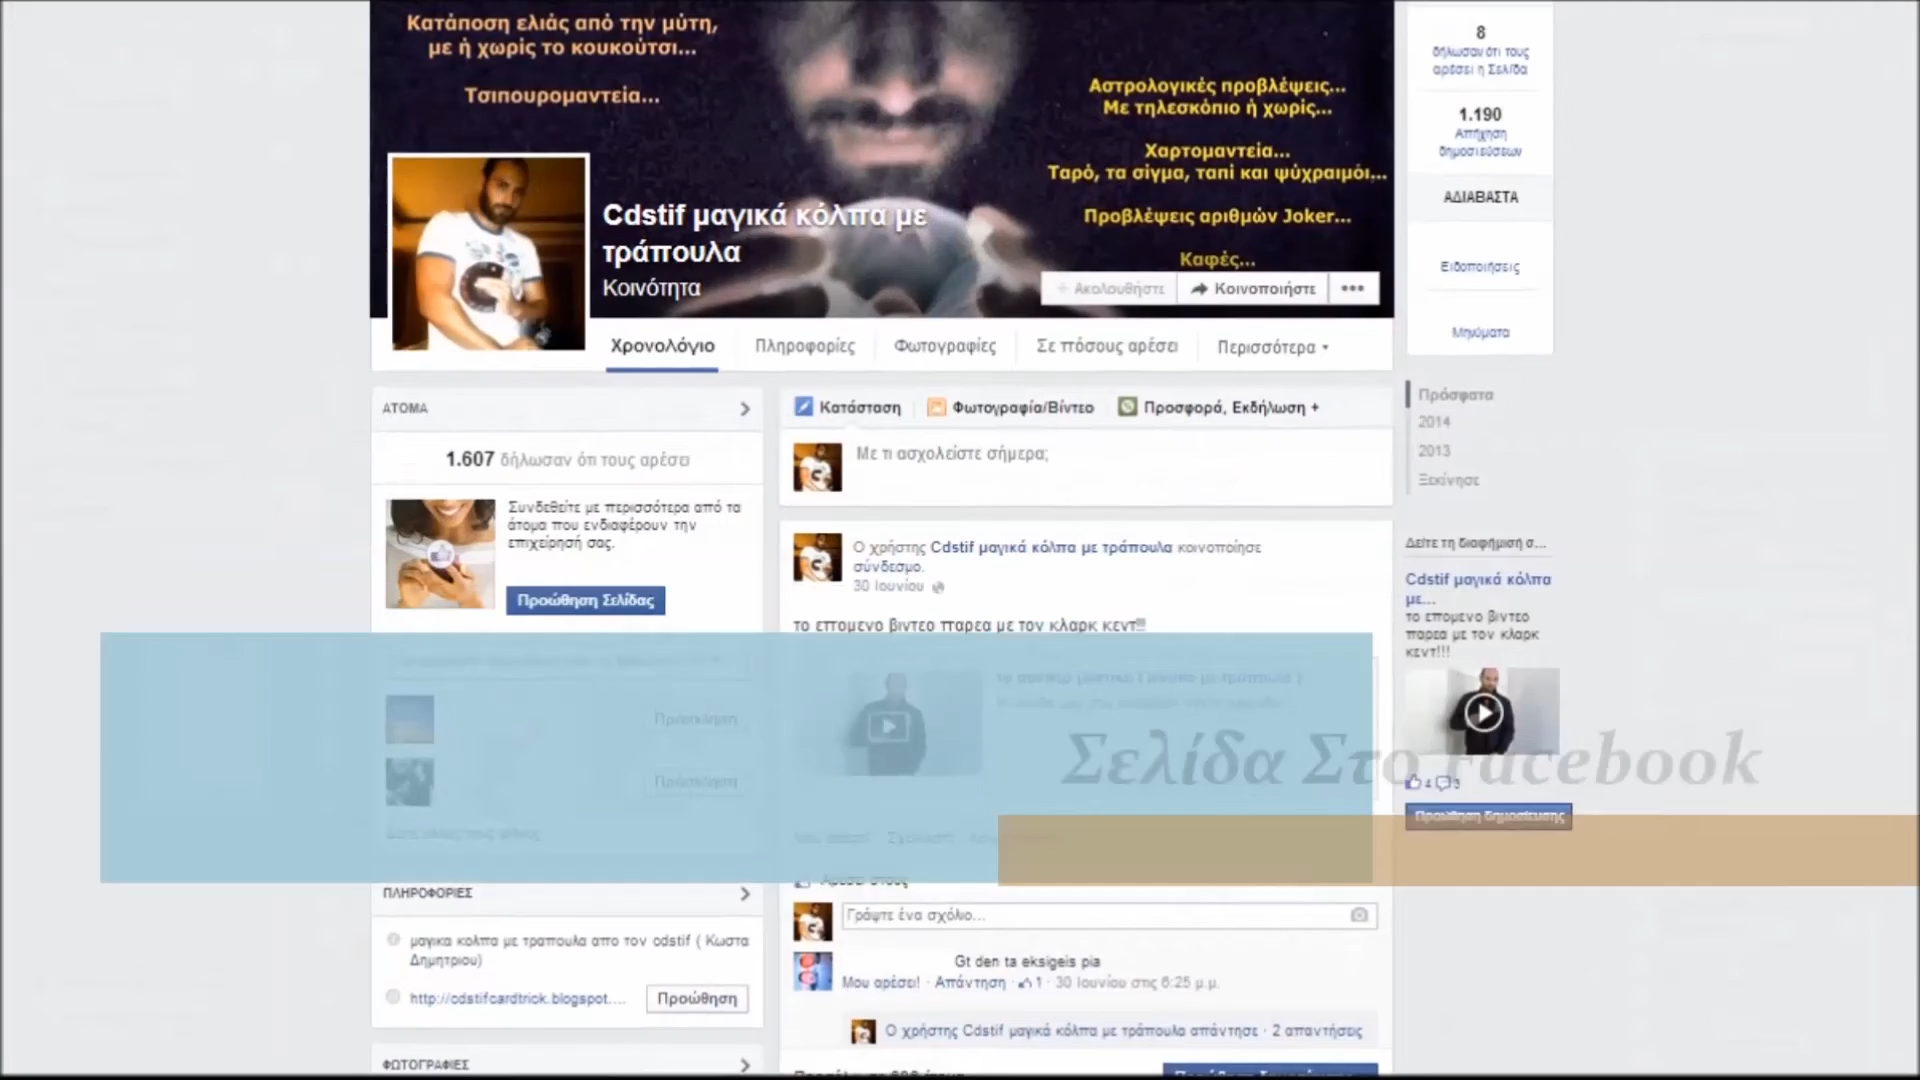 Κατάποση ελιάς από την μύτη,
με ή χωρίς το κουκούτσι...
Τσιπουρομαντεία...
Αστρολογικές προβλέψεις...
Με τηλεσκόπιο ή χωρίς...
Χαρτομαντεία...
Ταρό, τα σίγμα, ταπί και ψύχραιμόι...
Προβλέψεις αριθμών Joker...
Καφές...
Cdstif μαγικά κόλπα με
τράπουλα
Κοινότητα
+ Ακολουθήστε
Κοινοποιήστε
•••
Χρονολόγιο
Πληροφορίες
Φωτογραφίες
Σε πόσους αρέσει
Περισσότερα
8
δήλωσαν ότι τους
αρέσει η Σελίδα
1.190
Απήχηση
δημοσιεύσεων
ΑΔΙΑΒΑΣΤΑ
Ειδοποιήσεις
Μηνύματα
Πρόσφατα
2014
2013
Ξεκίνησε
ΑΤΟΜΑ
1.607 δήλωσαν ότι τους αρέσει
Συνδεθείτε με περισσότερα από τα
άτομα που ενδιαφέρουν την
επιχείρησή σας.
Προώθηση Σελίδας
Πρόσκληση
Πρόσκληση
ΠΛΗΡΟΦΟΡΙΕΣ
μαγικα κολπα με τραπουλα απο τον cdstif ( Κωστα
Δημητριου)
http://cdstifcardtrick.blogspot....
Προώθηση
ΦΩΤΟΓΡΑΦΙΕΣ
Κατάσταση
Φωτογραφία/Βίντεο
Προσφορά, Εκδήλωση +
Με τι ασχολείστε σήμερα;
Ο χρήστης Cdstif μαγικά κόλπα με τράπουλα κοινοποίησε
σύνδεσμο.
30 Ιουνίου
το επομενο βιντεο παρεα με τον κλαρκ κεντ!!!
Γράψτε ένα σχόλιο...
Gt den ta eksigeis pia
Μου αρέσει! · Απάντηση · 1 · 30 Ιουνίου στις 6:25 μ.μ.
Ο χρήστης Cdstif μαγικά κόλπα με τράπουλα απάντησε · 2 απαντήσεις
Δείτε τη διαφήμισή σ...
Cdstif μαγικά κόλπα
με...
το επομενο βιντεο
παρεα με τον κλαρκ
κεντ!!!
4 3
Προώθηση δημοσίευσης
Σελίδα Στο Facebook